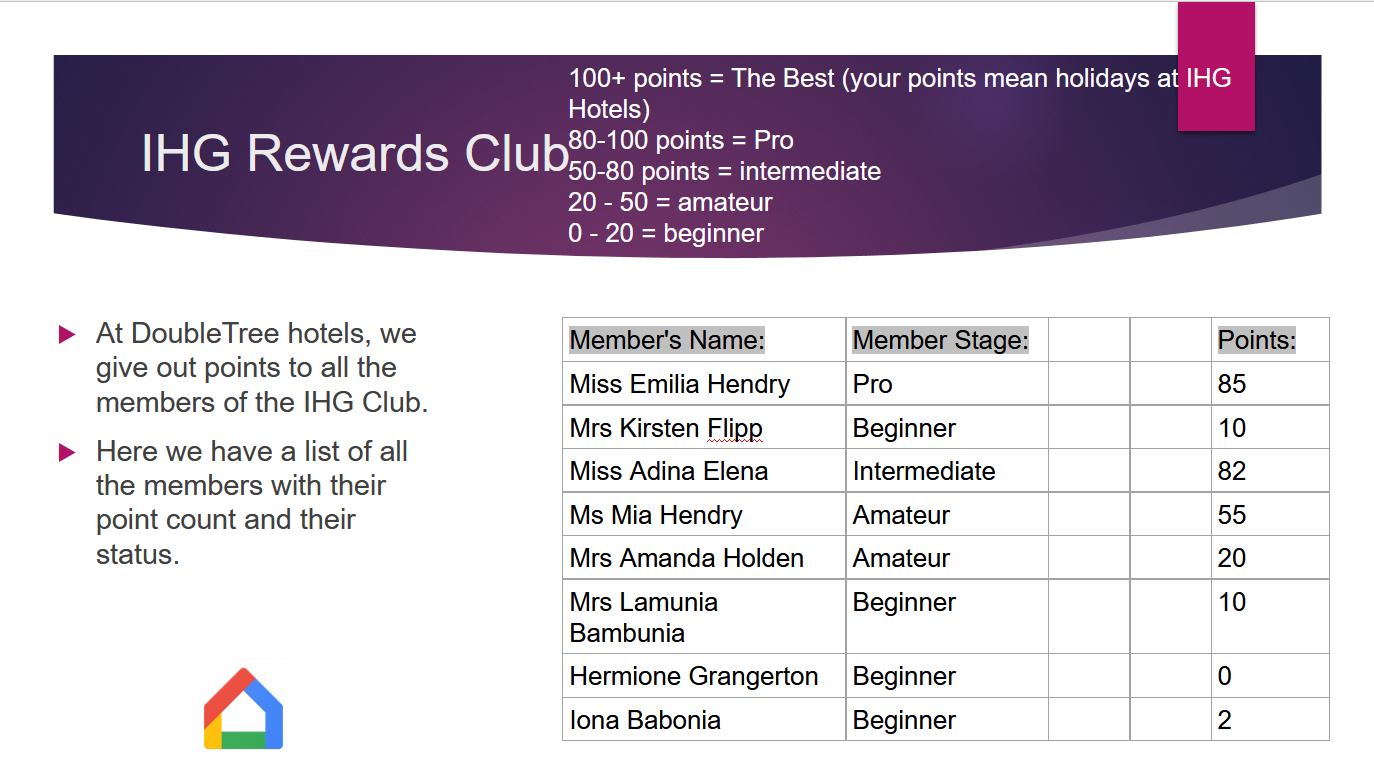 100+ points = The Best (your points mean holidays at IHG
Hotels)
80-100 points = Pro
50-80 points = intermediate
20 - 50 = amateur
0 - 20 = beginner
IHG Rewards Club
At DoubleTree hotels, we
give out points to all the
members of the IHG Club.
Here we have a list of all
the members with their
point count and their
status.
Member's Name: Member Stage: Points:
Miss Emilia Hendry Pro 85
Mrs Kirsten Flipp Beginner 10
Miss Adina Elena Intermediate 82
Ms Mia Hendry Amateur 55
Mrs Amanda Holden Amateur 20
Mrs Lamunia Beginner 10
Bambunia
Hermione Grangerton Beginner 0
Iona Babonia Beginner 2